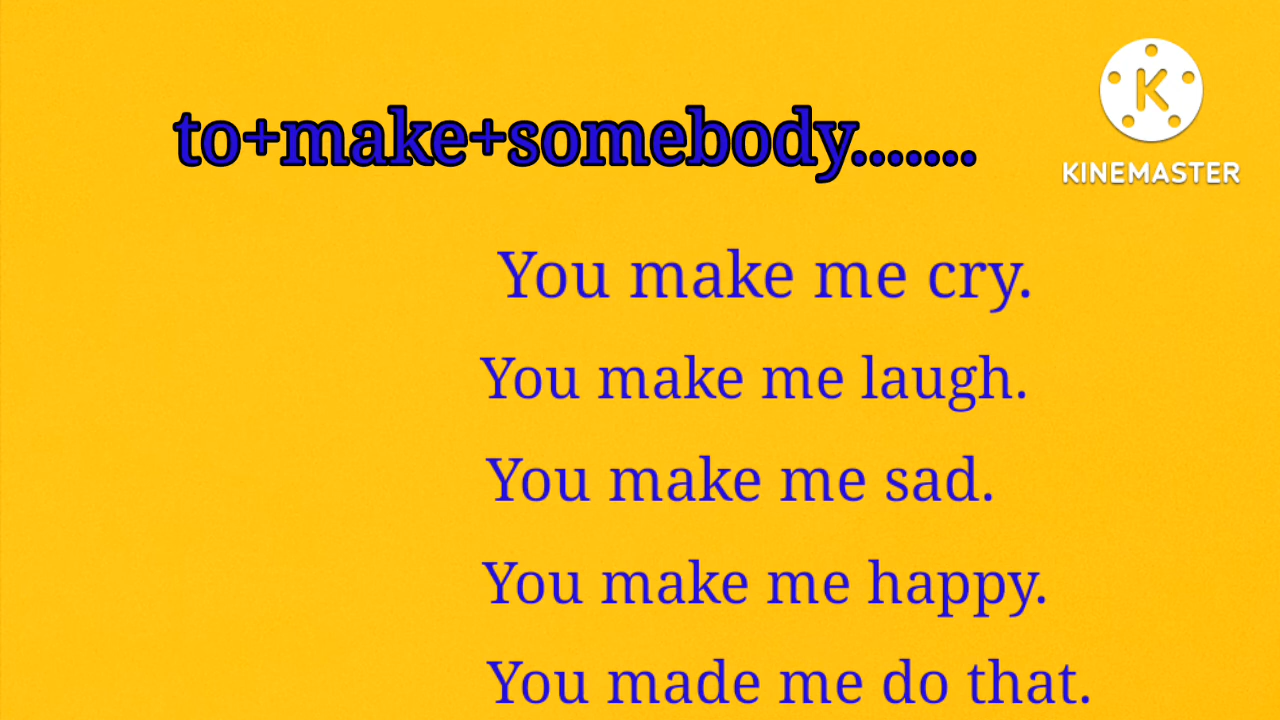 to+make+somebody.......
K
KINEMASTER
You make me cry.
You make me laugh.
You make me sad.
You make me happy.
You made me do that.